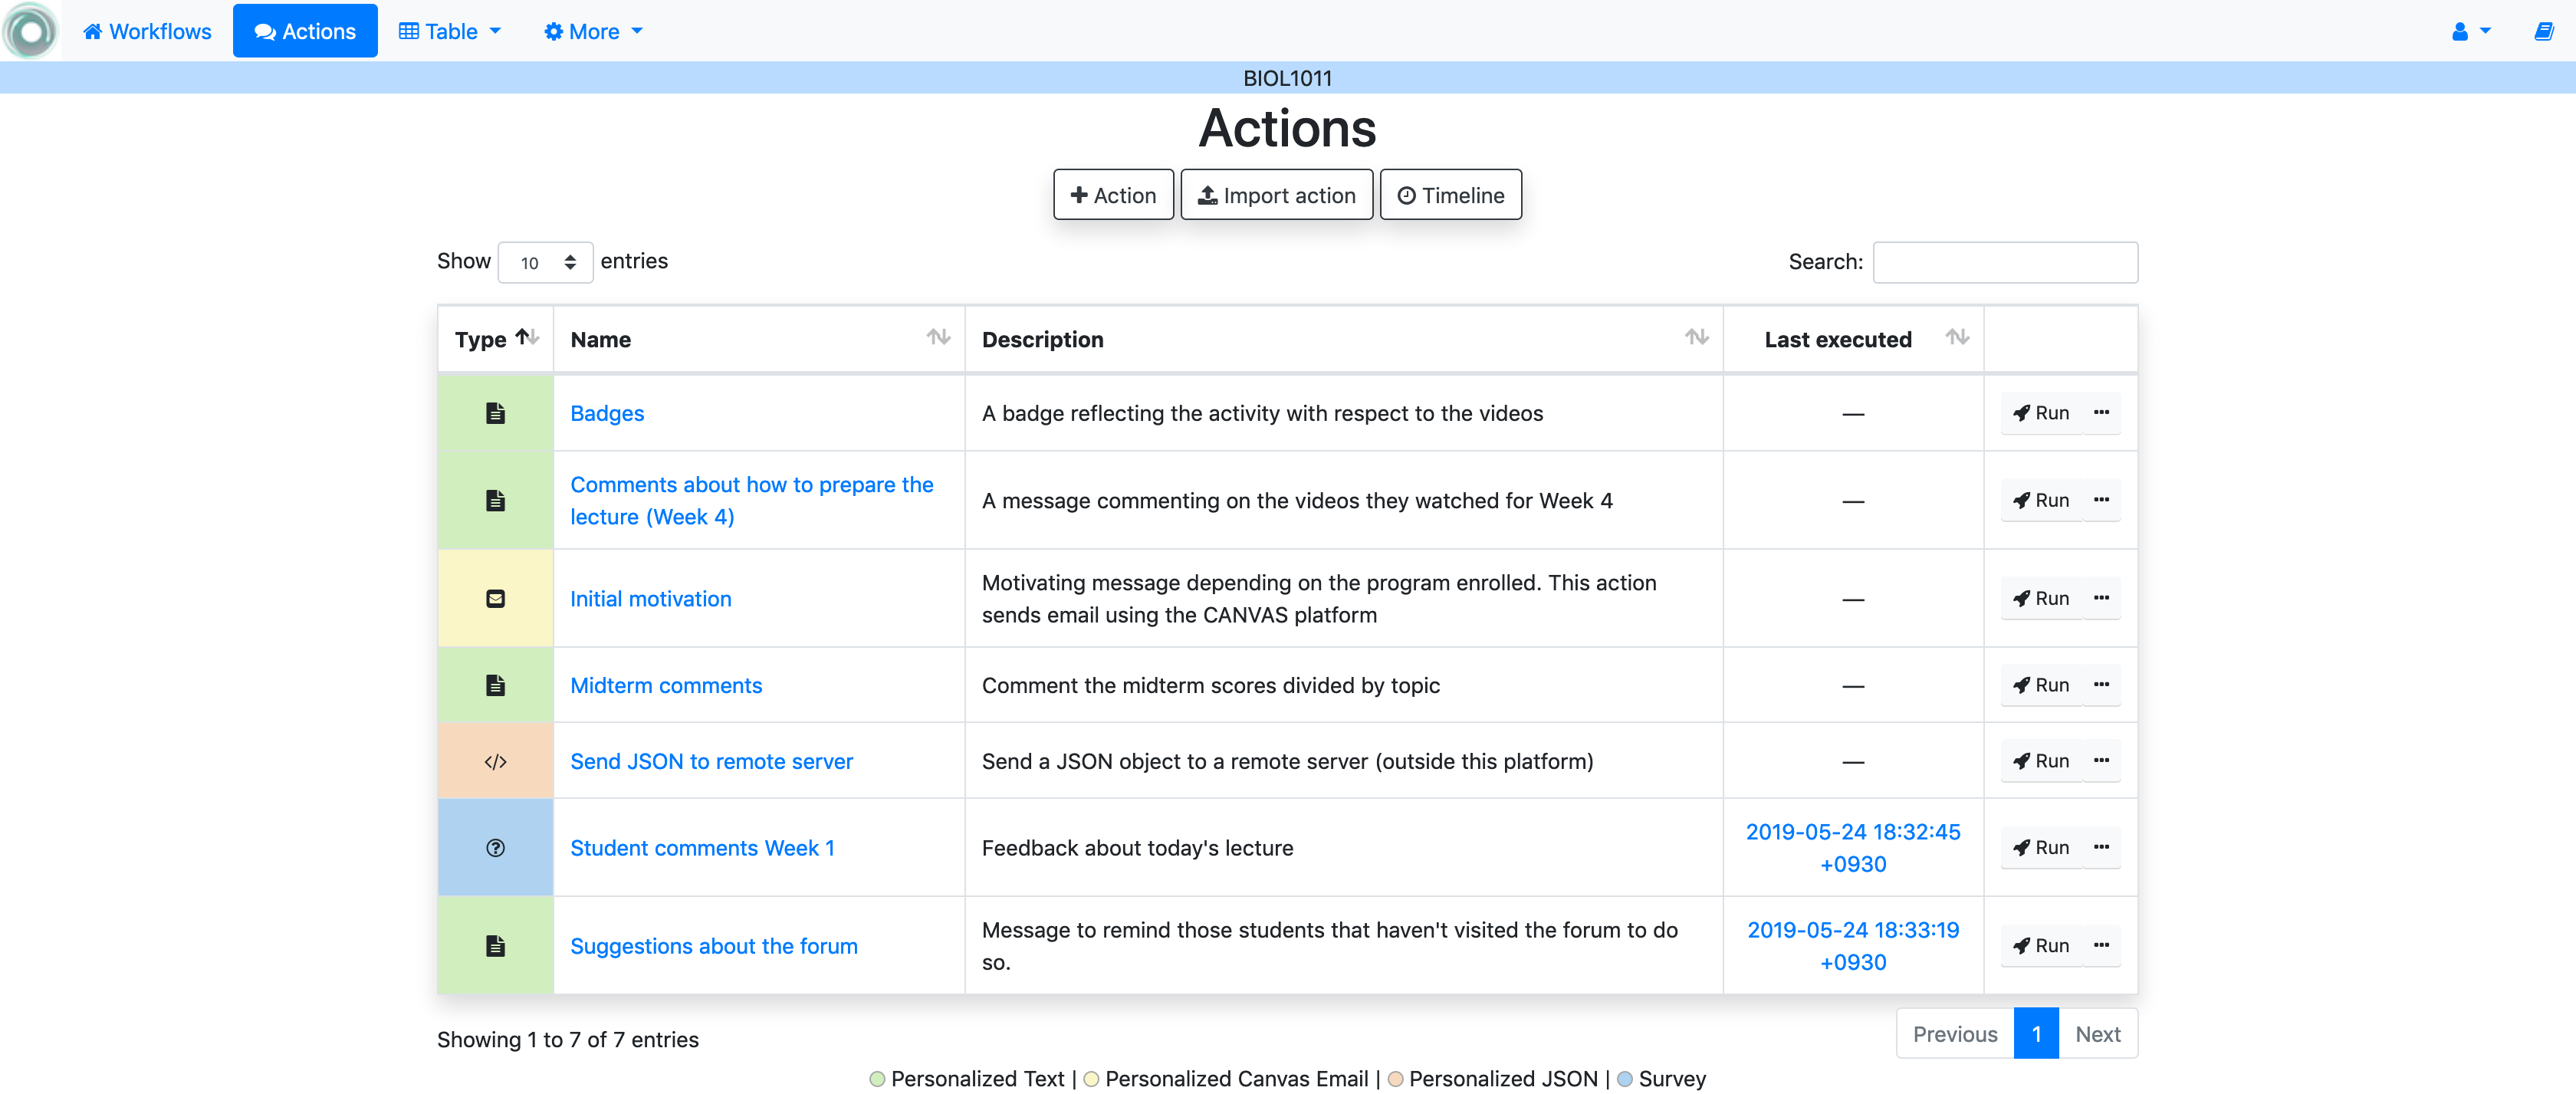 Workflows Actions Table More
BIOL1011
Actions
Action Import action Timeline
Show 10 entries Search:
Type Name Description Last executed
Badges A badge reflecting the activity with respect to the videos — Run
Comments about how to prepare the
lecture (Week 4) A message commenting on the videos they watched for Week 4 — Run
Initial motivation Motivating message depending on the program enrolled. This action
sends email using the CANVAS platform — Run
Midterm comments Comment the midterm scores divided by topic — Run
Send JSON to remote server Send a JSON object to a remote server (outside this platform) — Run
Student comments Week 1 Feedback about today's lecture 2019-05-24 18:32:45
+0930 Run
Suggestions about the forum Message to remind those students that haven't visited the forum to do
so. 2019-05-24 18:33:19
+0930 Run
Showing 1 to 7 of 7 entries Previous 1 Next
Personalized Text | Personalized Canvas Email | Personalized JSON | Survey